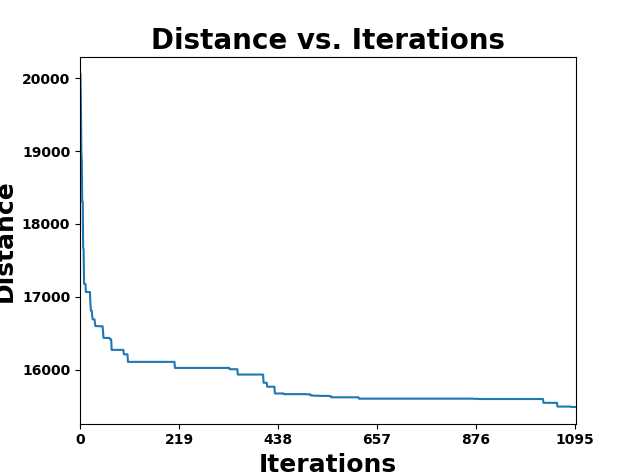 Distance vs. Iterations
Distance
20000
19000
18000
17000
16000
0 219 438 657 876 1095
Iterations